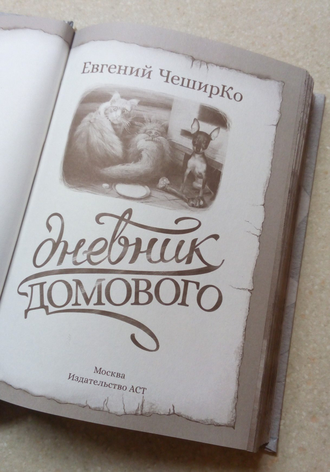 Евгений ЧеширКо
дневник
ДОМОВОГО
Москва
Издательство АСТ